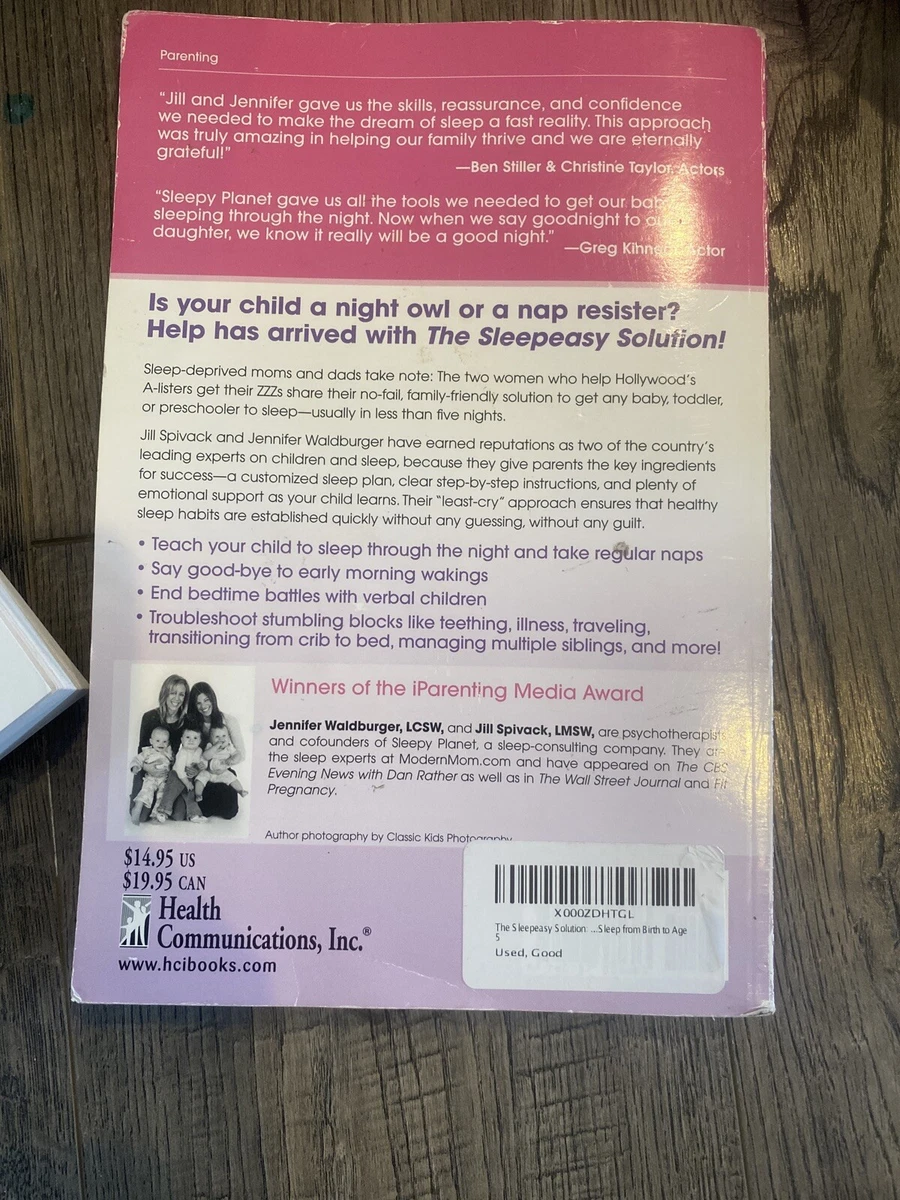 Parenting
"Jill and Jennifer gave us the skills, reassurance, and confidence
we needed to make the dream of sleep a fast reality. This approach
was truly amazing in helping our family thrive and we are eternally
grateful!"
—Ben Stiller & Christine Taylor, Actors
"Sleepy Planet gave us all the tools we needed to get our
sleeping through the night. Now when we say goodnight to
daughter, we know it really will be a good night."
—Greg
Is your child a night owl or a nap resister?
Help has arrived with The Sleepeasy Solution!
Sleep-deprived moms and dads take note: The two women who help Hollywood's
A-listers get their ZZZs share their no-fail, family-friendly solution to get any baby, toddler,
or preschooler to sleep—usually in less than five nights.
Jill Spivack and Jennifer Waldburger have earned reputations as two of the country's
leading experts on children and sleep, because they give parents the key ingredients
for success—a customized sleep plan, clear step-by-step instructions, and plenty of
emotional support as your child learns. Their "least-cry" approach ensures that healthy
sleep habits are established quickly without any guessing, without any guilt.
• Teach your child to sleep through the night and take regular naps
• Say good-bye to early morning wakings
• End bedtime battles with verbal children
• Troubleshoot stumbling blocks like teething, illness, traveling,
transitioning from crib to bed, managing multiple siblings, and more!
Winners of the iParenting Media Award
Jennifer Waldburger, LCSW, and Jill Spivack, LMSW, are psychotherapists
and cofounders of Sleepy Planet, a sleep-consulting company. They are
the sleep experts at ModernMom.com and have appeared on The CBS
Evening News with Dan Rather as well as in The Wall Street Journal and Fit
Pregnancy.
Author photography by Classic Kids Photography
$14.95 US
$19.95 CAN
Health
Communications, Inc.®
www.hcibooks.com
X000ZDHTGL
The Sleepeasy Solution: ...Sleep from Birth to Age
5
Used, Good